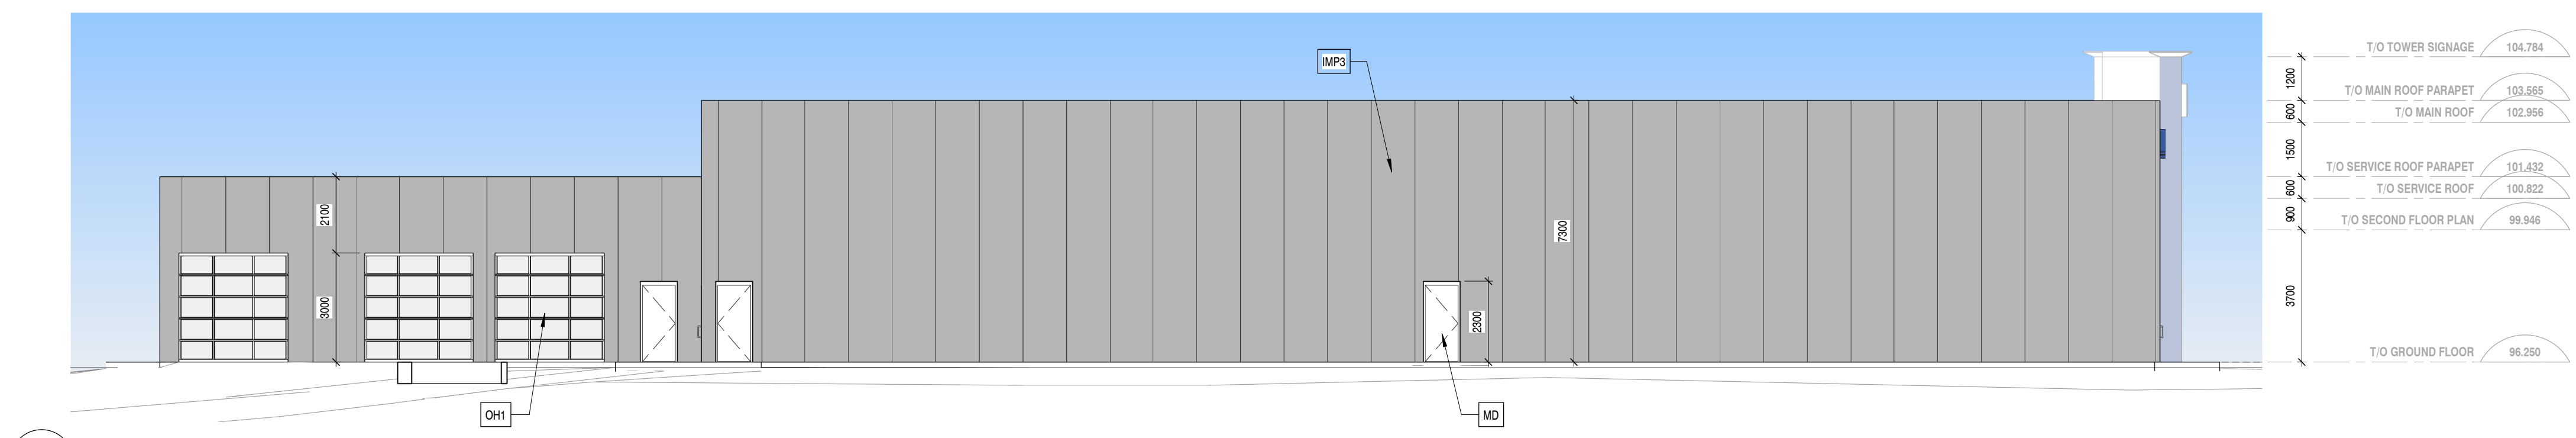 T/O TOWER SIGNAGE 104.784
IMP3
1200
T/O MAIN ROOF PARAPET 103.565
600
T/O MAIN ROOF 102.956
1500
T/O SERVICE ROOF PARAPET 101.432
600
T/O SERVICE ROOF 100.822
2100
900
T/O SECOND FLOOR PLAN 99.946
7300
3000
2300
3700
T/O GROUND FLOOR 96.250
OH1
MD